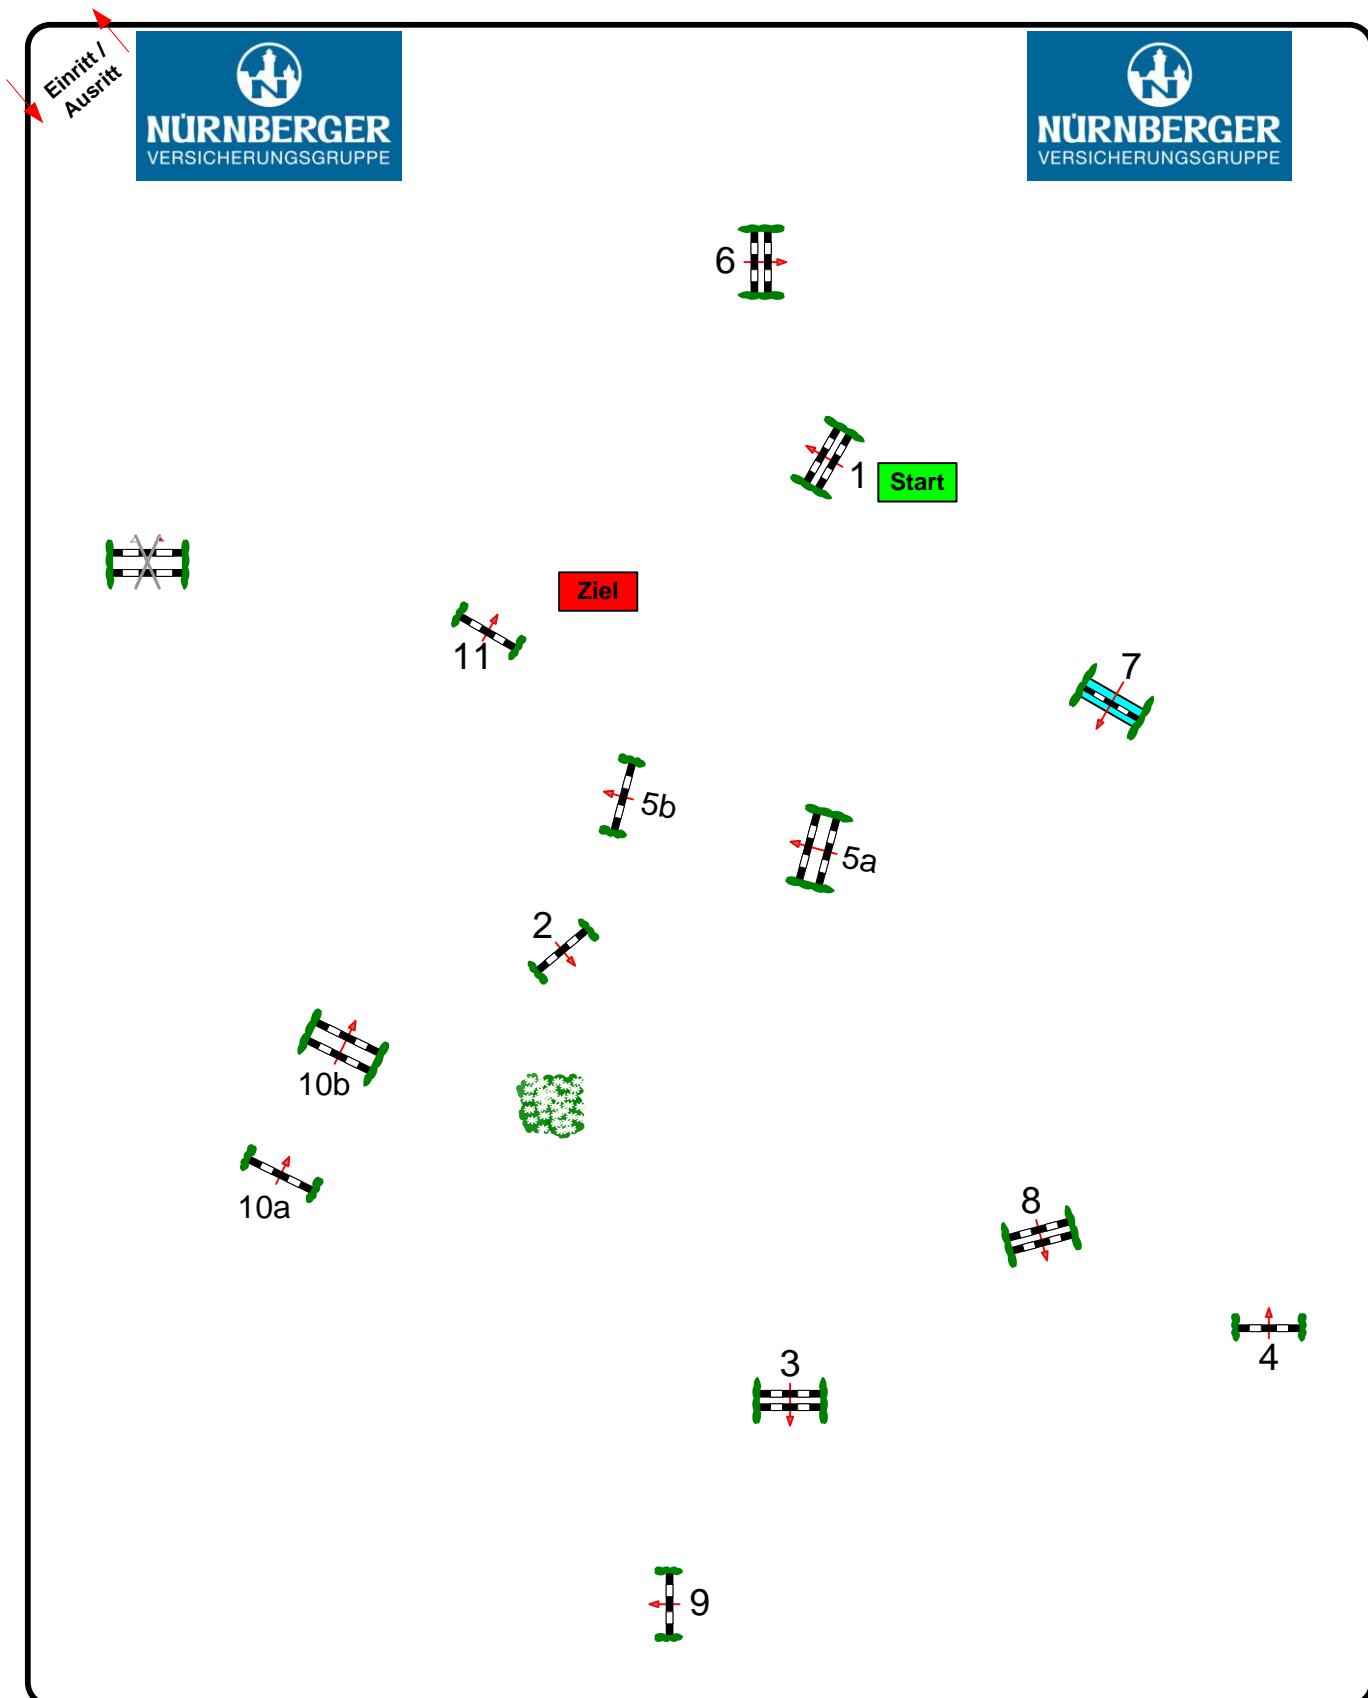 Einritt /
Ausritt
NÜRNBERGER
VERSICHERUNGSGRUPPE
NÜRNBERGER
VERSICHERUNGSGRUPPE
6
1
Start
Ziel
11
7
5b
5a
2
10b
10a
8
3
4
9